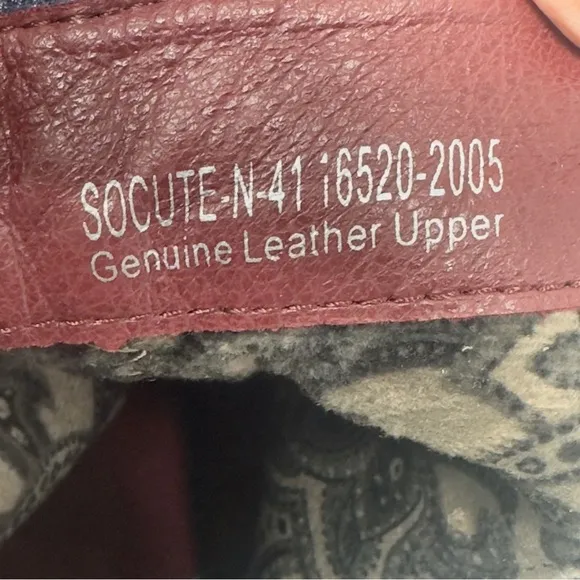 SOCUTE-N-41 i6520-2005
Genuine Leather Upper